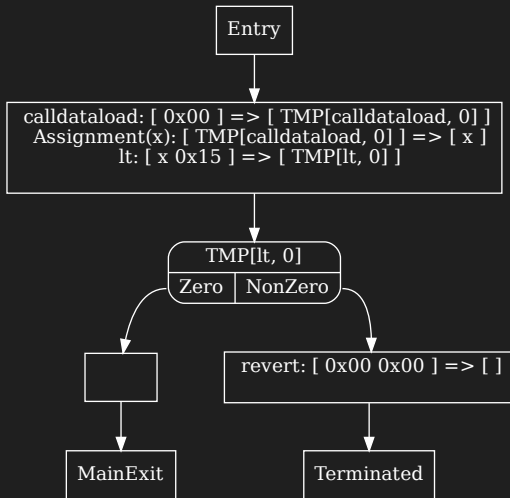 Entry
calldataload: [ 0x00 ] => [ TMP[calldataload, 0] ]
Assignment(x): [ TMP[calldataload, 0] ] => [ x ]
lt: [ x 0x15 ] => [ TMP[lt, 0] ]
TMP[lt, 0]
Zero NonZero
revert: [ 0x00 0x00 ] => [ ]
MainExit
Terminated